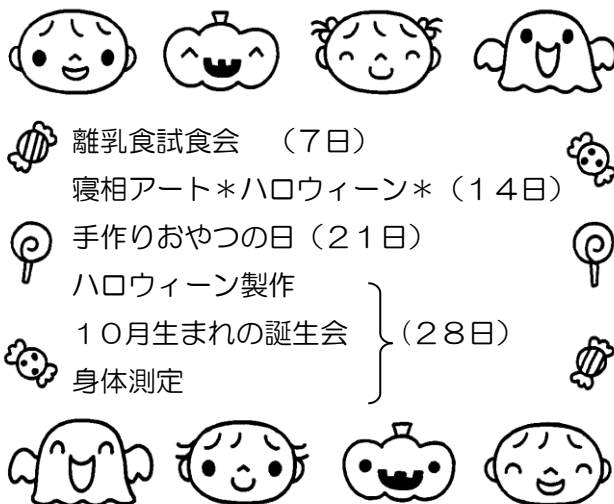 離乳食試食会　（７日）
寝相アート＊ハロウィーン＊（１４日）
手作りおやつの日（２１日）
ハロウィーン製作
１０月生まれの誕生会　（２８日）
身体測定